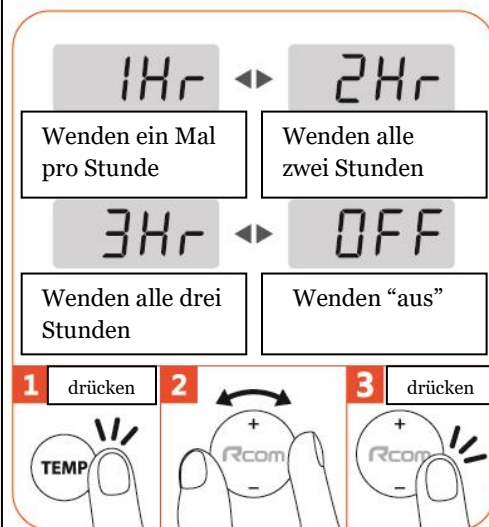 1Hr 2Hr
Wenden ein Mal
pro Stunde
Wenden alle
zwei Stunden
3Hr OFF
Wenden alle drei
Stunden
Wenden “aus”
1 drücken
2
3 drücken
TEMP
+
Rcom
−
+
Rcom
−